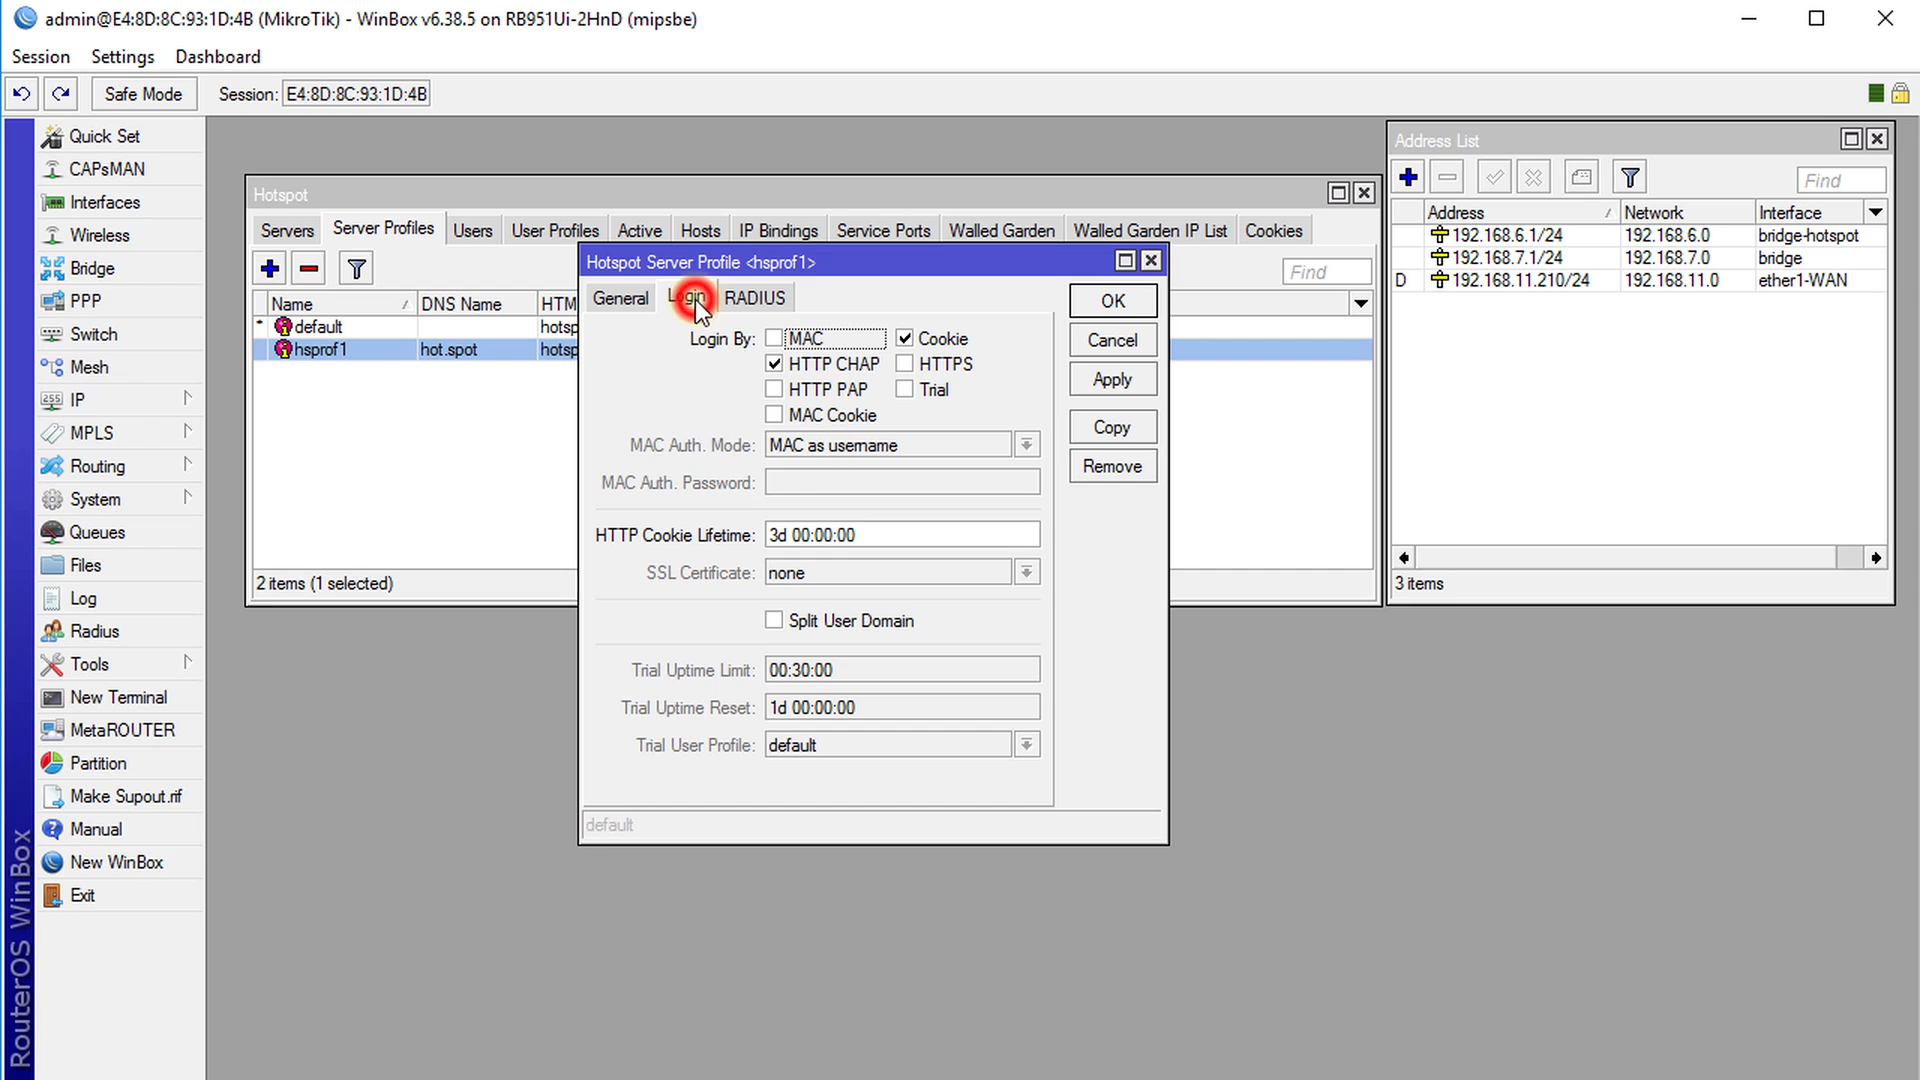 admin@E4:8D:8C:93:1D:4B (MikroTik) - WinBox v6.38.5 on RB951Ui-2HnD (mipsbe)
Session Settings Dashboard
Safe Mode Session: E4:8D:8C:93:1D:4B
Quick Set
CAPsMAN
Interfaces
Wireless
Bridge
PPP
Switch
Mesh
IP
MPLS
Routing
System
Queues
Files
Log
Radius
Tools
New Terminal
MetaROUTER
Partition
Make Supout.rif
Manual
New WinBox
Exit
RouterOS WinBox
Hotspot
Servers Server Profiles Users User Profiles Active Hosts IP Bindings Service Ports Walled Garden Walled Garden IP List Cookies
Find
Name DNS Name HTM
* default hotsp
hsprof1 hot.spot hotsp
2 items (1 selected)
Hotspot Server Profile <hsprof1>
General Login RADIUS
Login By: MAC Cookie
HTTP CHAP HTTPS
HTTP PAP Trial
MAC Cookie
MAC Auth. Mode: MAC as username
MAC Auth. Password:
HTTP Cookie Lifetime: 3d 00:00:00
SSL Certificate: none
Split User Domain
Trial Uptime Limit: 00:30:00
Trial Uptime Reset: 1d 00:00:00
Trial User Profile: default
default
OK
Cancel
Apply
Copy
Remove
Address List
Find
Address Network Interface
192.168.6.1/24 192.168.6.0 bridge-hotspot
192.168.7.1/24 192.168.7.0 bridge
D 192.168.11.210/24 192.168.11.0 ether1-WAN
3 items